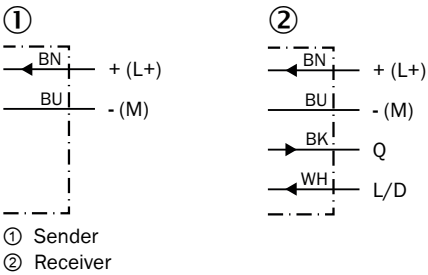 ① ②
BN + (L+) BN + (L+)
BU - (M) BU - (M)
BK Q
WH L/D
① Sender
② Receiver